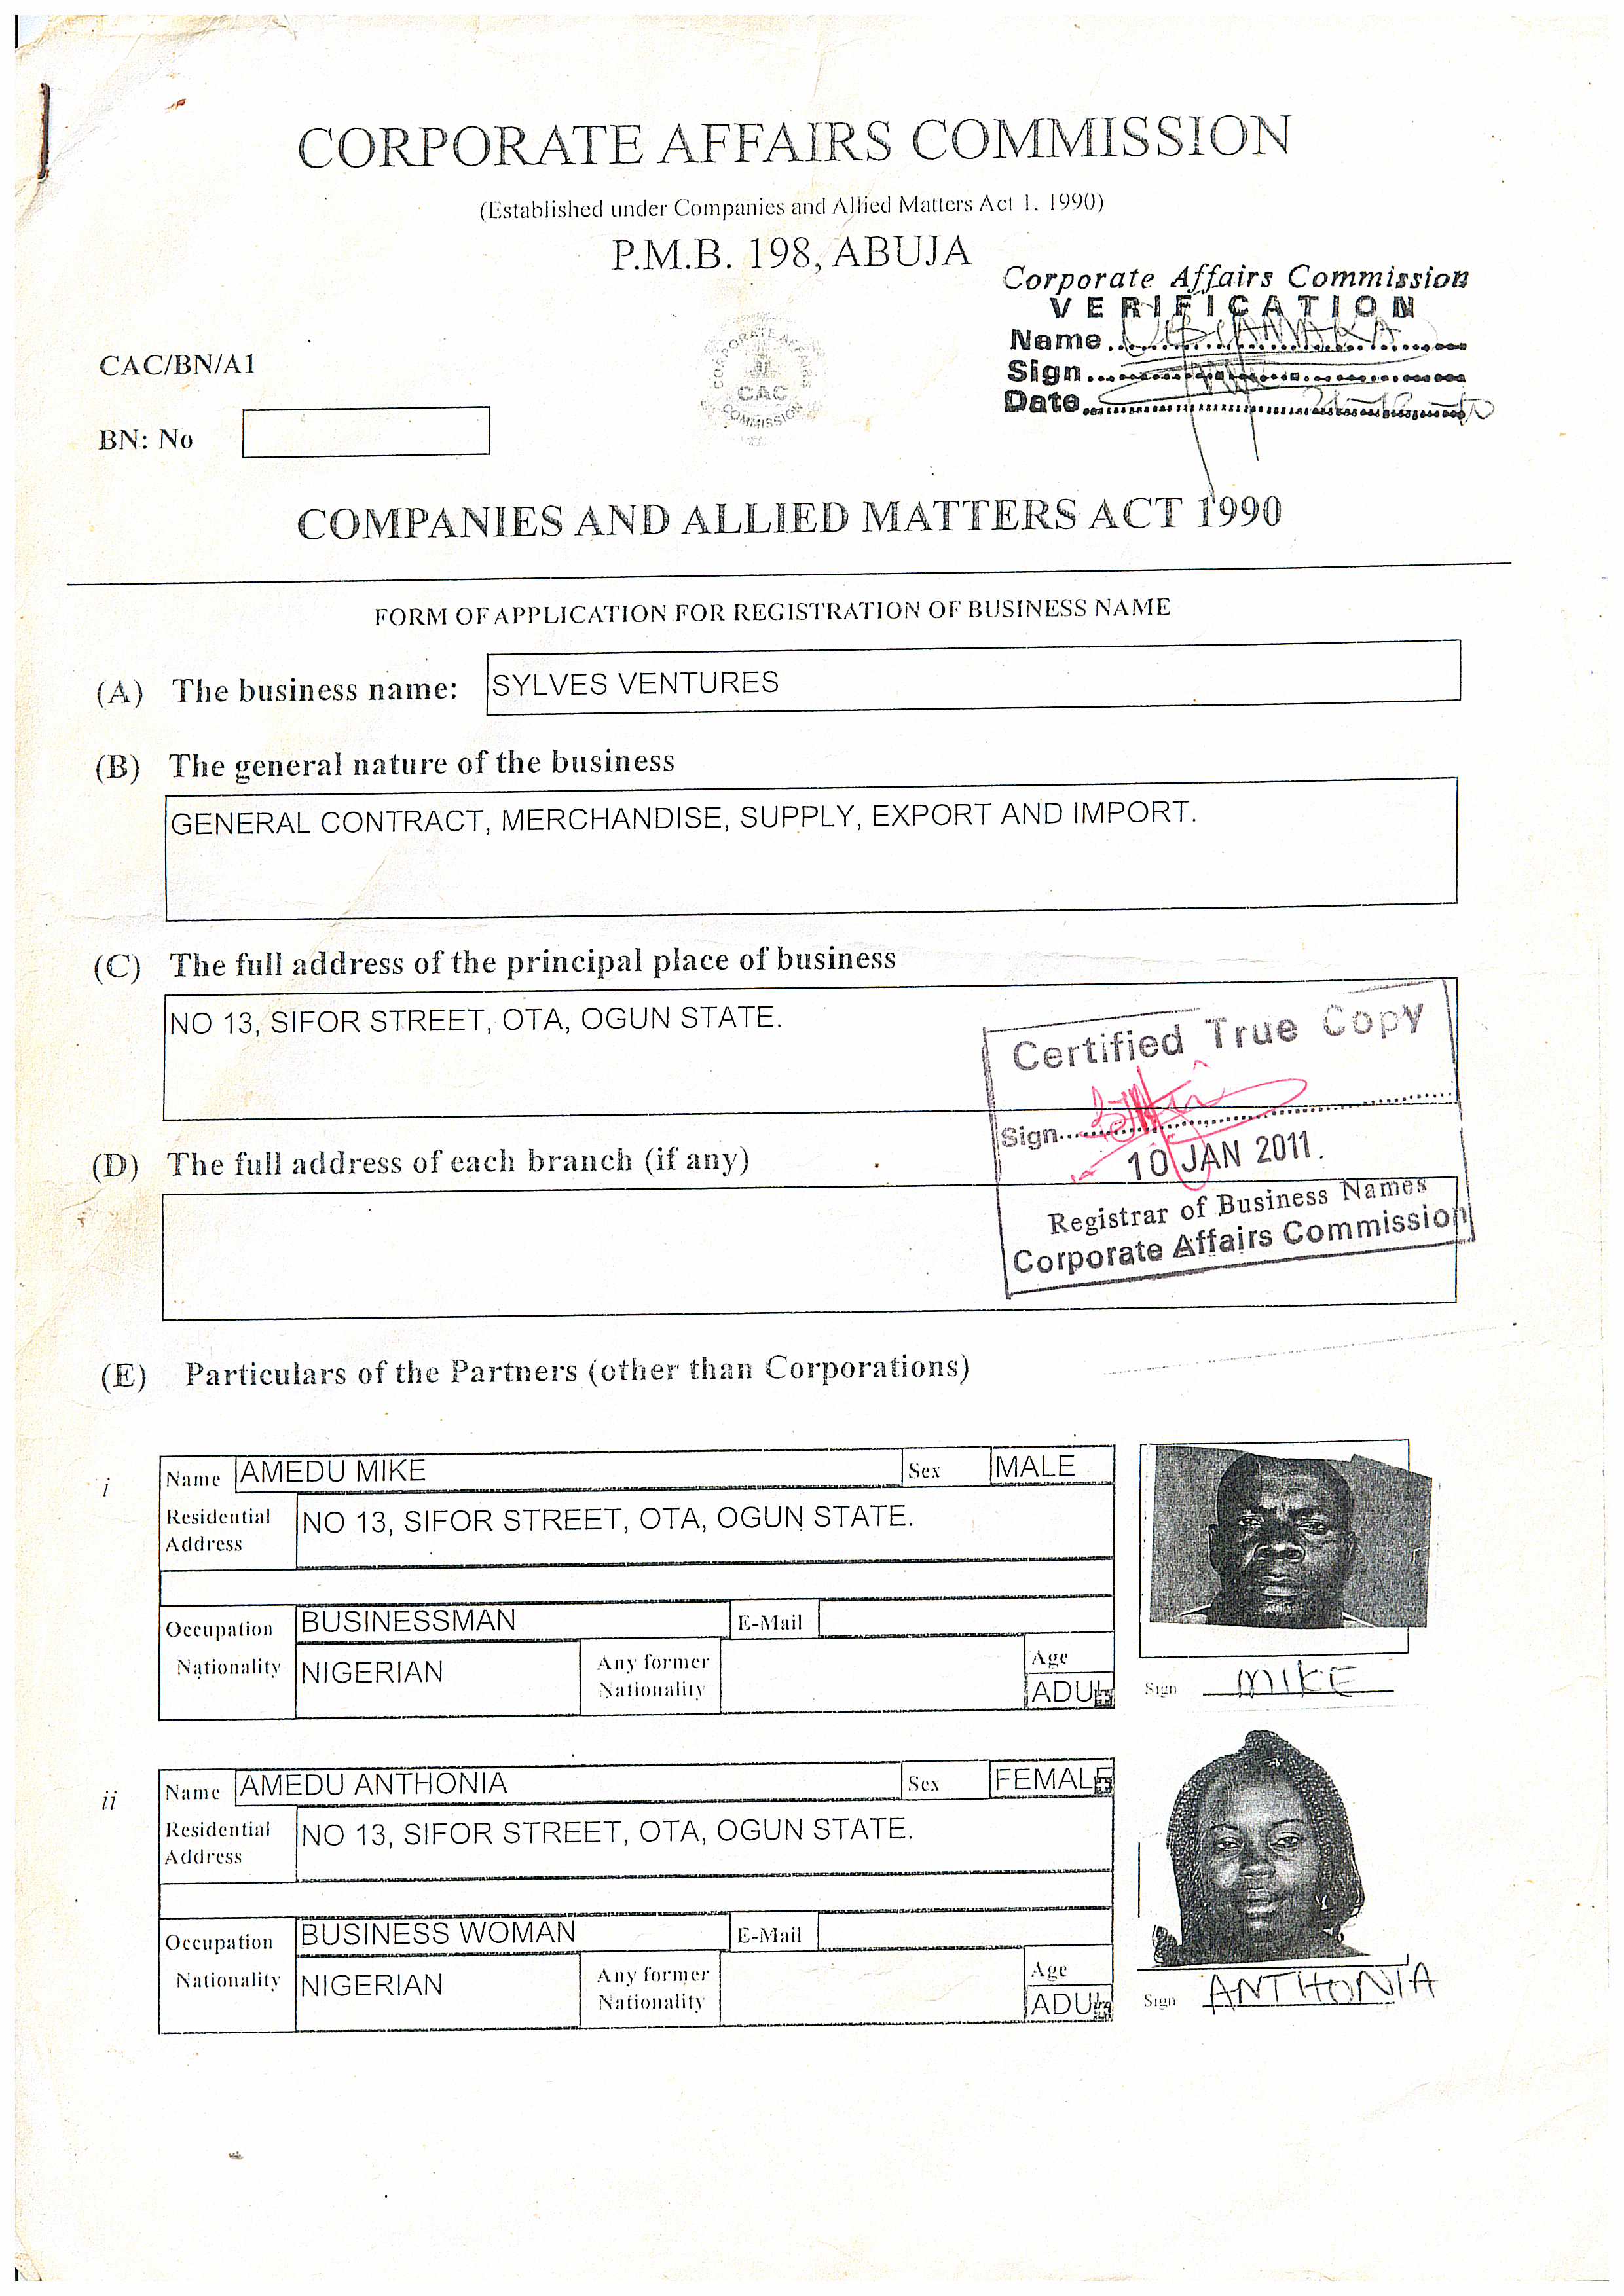 CORPORATE AFFAIRS COMMISSION
(Established under Companies and Allied Matters Act 1. 1990)
P.M.B. 198, ABUJA
Corporate Affairs Commission
VERIFICATION
Name
Sign
Date
CAC/BN/A1
CORPORATE AFFAIRS
CAC
COMMISSION
BN: No
COMPANIES AND ALLIED MATTERS ACT 1990
FORM OF APPLICATION FOR REGISTRATION OF BUSINESS NAME
(A) The business name: SYLVES VENTURES
(B) The general nature of the business
GENERAL CONTRACT, MERCHANDISE, SUPPLY, EXPORT AND IMPORT.
(C) The full address of the principal place of business
NO 13, SIFOR STREET, OTA, OGUN STATE.
Certified True Copy
Sign
10 JAN 2011.
Registrar of Business Names
Corporate Affairs Commission
(D) The full address of each branch (if any)
(E) Particulars of the Partners (other than Corporations)
i Name AMEDU MIKE Sex MALE
Residential Address NO 13, SIFOR STREET, OTA, OGUN STATE.
Occupation BUSINESSMAN E-Mail
Nationality NIGERIAN Any former Nationality Age ADUL
Sign MIKE
ii Name AMEDU ANTHONIA Sex FEMALE
Residential Address NO 13, SIFOR STREET, OTA, OGUN STATE.
Occupation BUSINESS WOMAN E-Mail
Nationality NIGERIAN Any former Nationality Age ADUL
Sign ANTHONIA